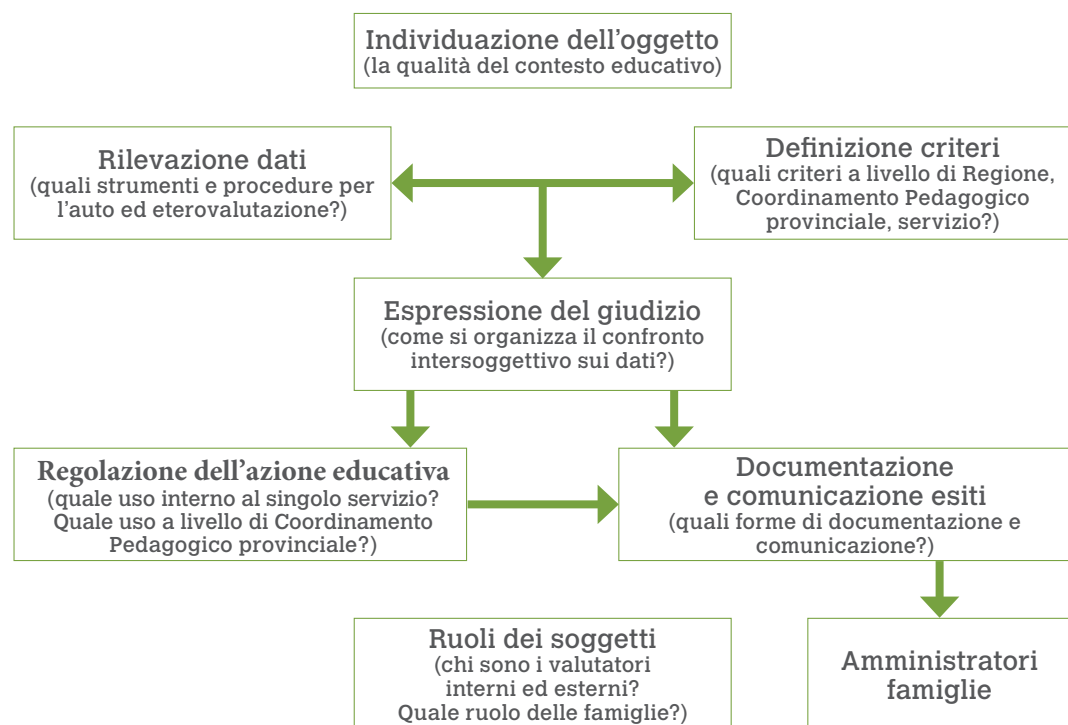 Individuazione dell'oggetto
(la qualità del contesto educativo)
Rilevazione dati
(quali strumenti e procedure per
l'auto ed eterovalutazione?)
Definizione criteri
(quali criteri a livello di Regione,
Coordinamento Pedagogico
provinciale, servizio?)
Espressione del giudizio
(come si organizza il confronto
intersoggettivo sui dati?)
Regolazione dell'azione educativa
(quale uso interno al singolo servizio?
Quale uso a livello di Coordinamento
Pedagogico provinciale?)
Documentazione
e comunicazione esiti
(quali forme di documentazione e
comunicazione?)
Ruoli dei soggetti
(chi sono i valutatori
interni ed esterni?
Quale ruolo delle famiglie?)
Amministratori
famiglie